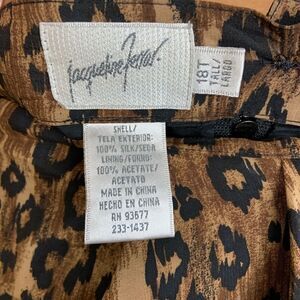 Jacqueline Ferrar.
18T
TALL/
LARGO
SHELL/
TELA EXTERIOR:
100% SILK/SEDA
LINING/FORRO:
100% ACETATE/
ACETATO
MADE IN CHINA
HECHO EN CHINA
RN 93677
233-1437